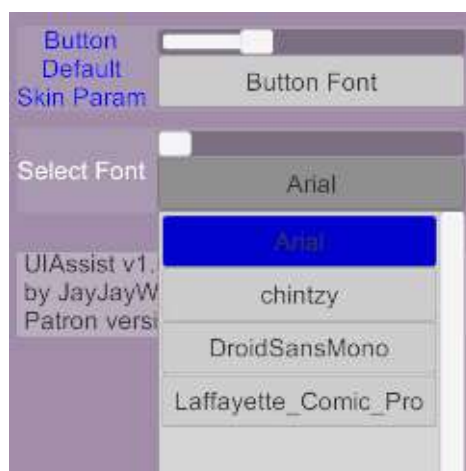 Button
Default
Skin Param
Button Font
Select Font
Arial
Arial
chintzy
DroidSansMono
Laffayette_Comic_Pro
UIAssist v1.
by JayJayW
Patron versi